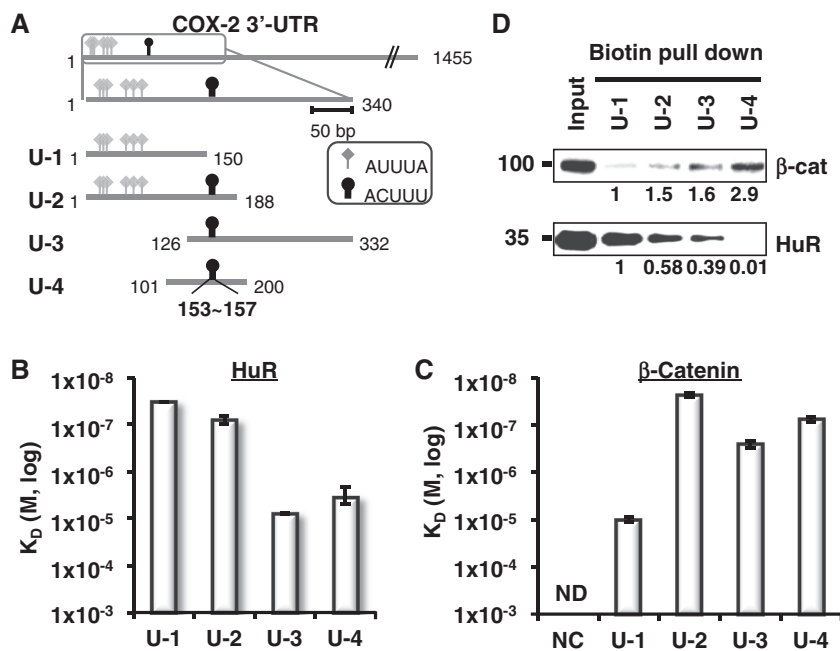 A
COX-2 3'-UTR
1
1455
1
340
50 bp
AUUUA
ACUUU
U-1 1 150
U-2 1 188
U-3 126 332
U-4 101 200
153~157
D
Biotin pull down
Input U-1 U-2 U-3 U-4
100 β-cat
1 1.5 1.6 2.9
35 HuR
1 0.58 0.39 0.01
B
HuR
K_D (M, log)
1x10⁻⁸
1x10⁻⁷
1x10⁻⁶
1x10⁻⁵
1x10⁻⁴
1x10⁻³
U-1 U-2 U-3 U-4
C
β-Catenin
K_D (M, log)
1x10⁻⁸
1x10⁻⁷
1x10⁻⁶
1x10⁻⁵
1x10⁻⁴
1x10⁻³
ND
NC U-1 U-2 U-3 U-4